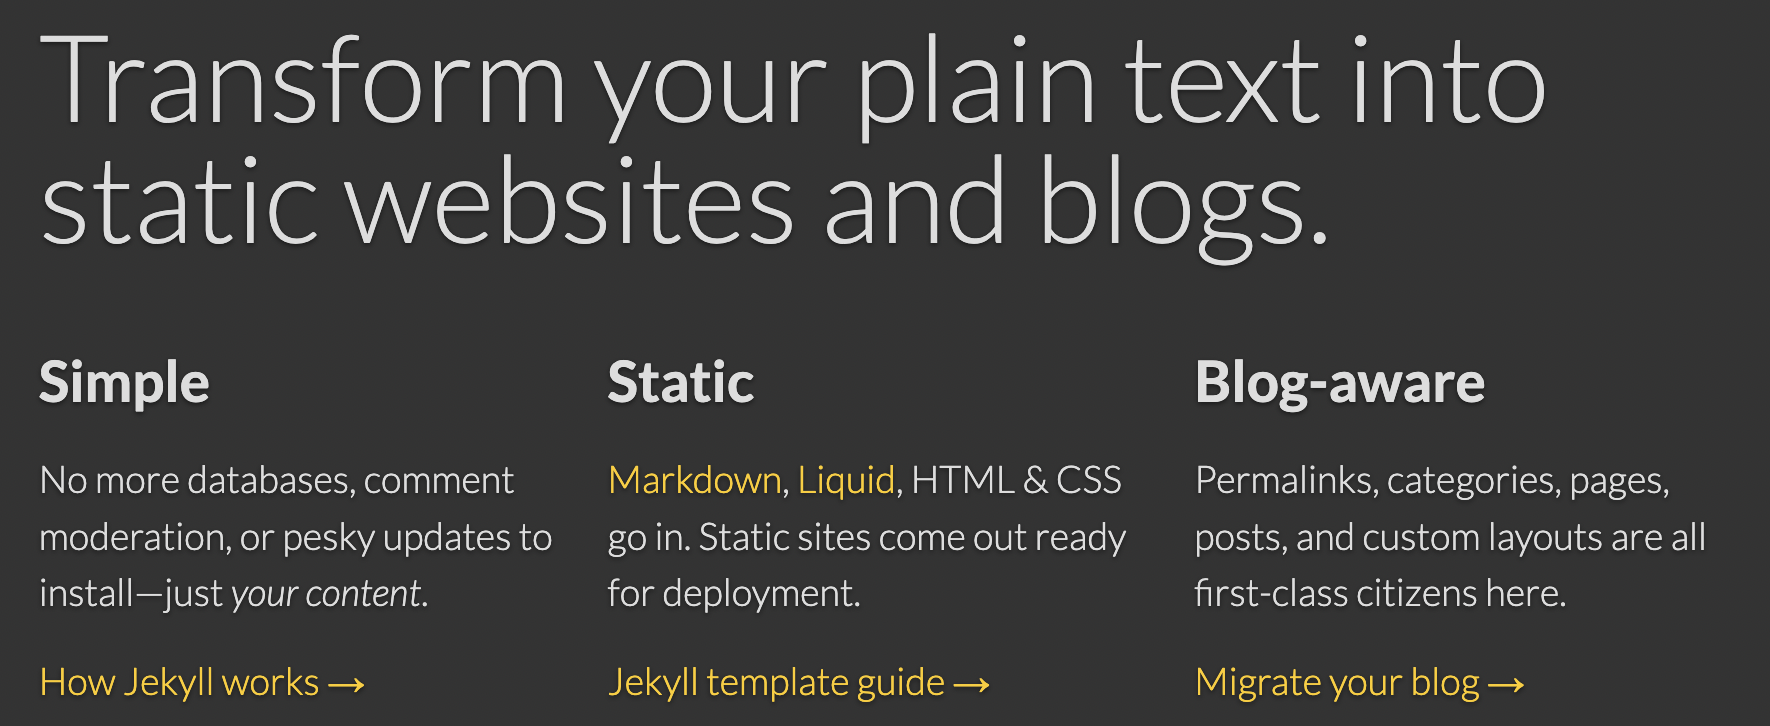 Transform your plain text into
static websites and blogs.
Simple
No more databases, comment
moderation, or pesky updates to
install—just your content.
How Jekyll works →
Static
Markdown, Liquid, HTML & CSS
go in. Static sites come out ready
for deployment.
Jekyll template guide →
Blog-aware
Permalinks, categories, pages,
posts, and custom layouts are all
first-class citizens here.
Migrate your blog →